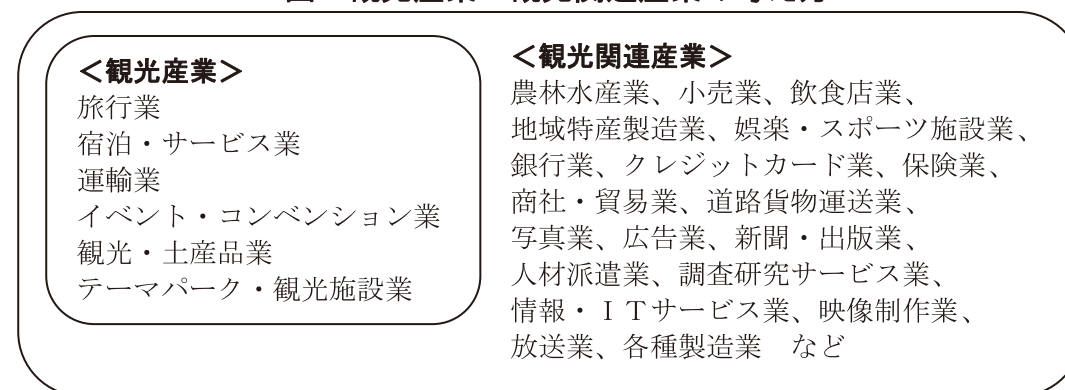 ＜観光産業＞
旅行業
宿泊・サービス業
運輸業
イベント・コンベンション業
観光・土産品業
テーマパーク・観光施設業
＜観光関連産業＞
農林水産業、小売業、飲食店業、
地域特産製造業、娯楽・スポーツ施設業、
銀行業、クレジットカード業、保険業、
商社・貿易業、道路貨物運送業、
写真業、広告業、新聞・出版業、
人材派遣業、調査研究サービス業、
情報・ＩＴサービス業、映像制作業、
放送業、各種製造業　など